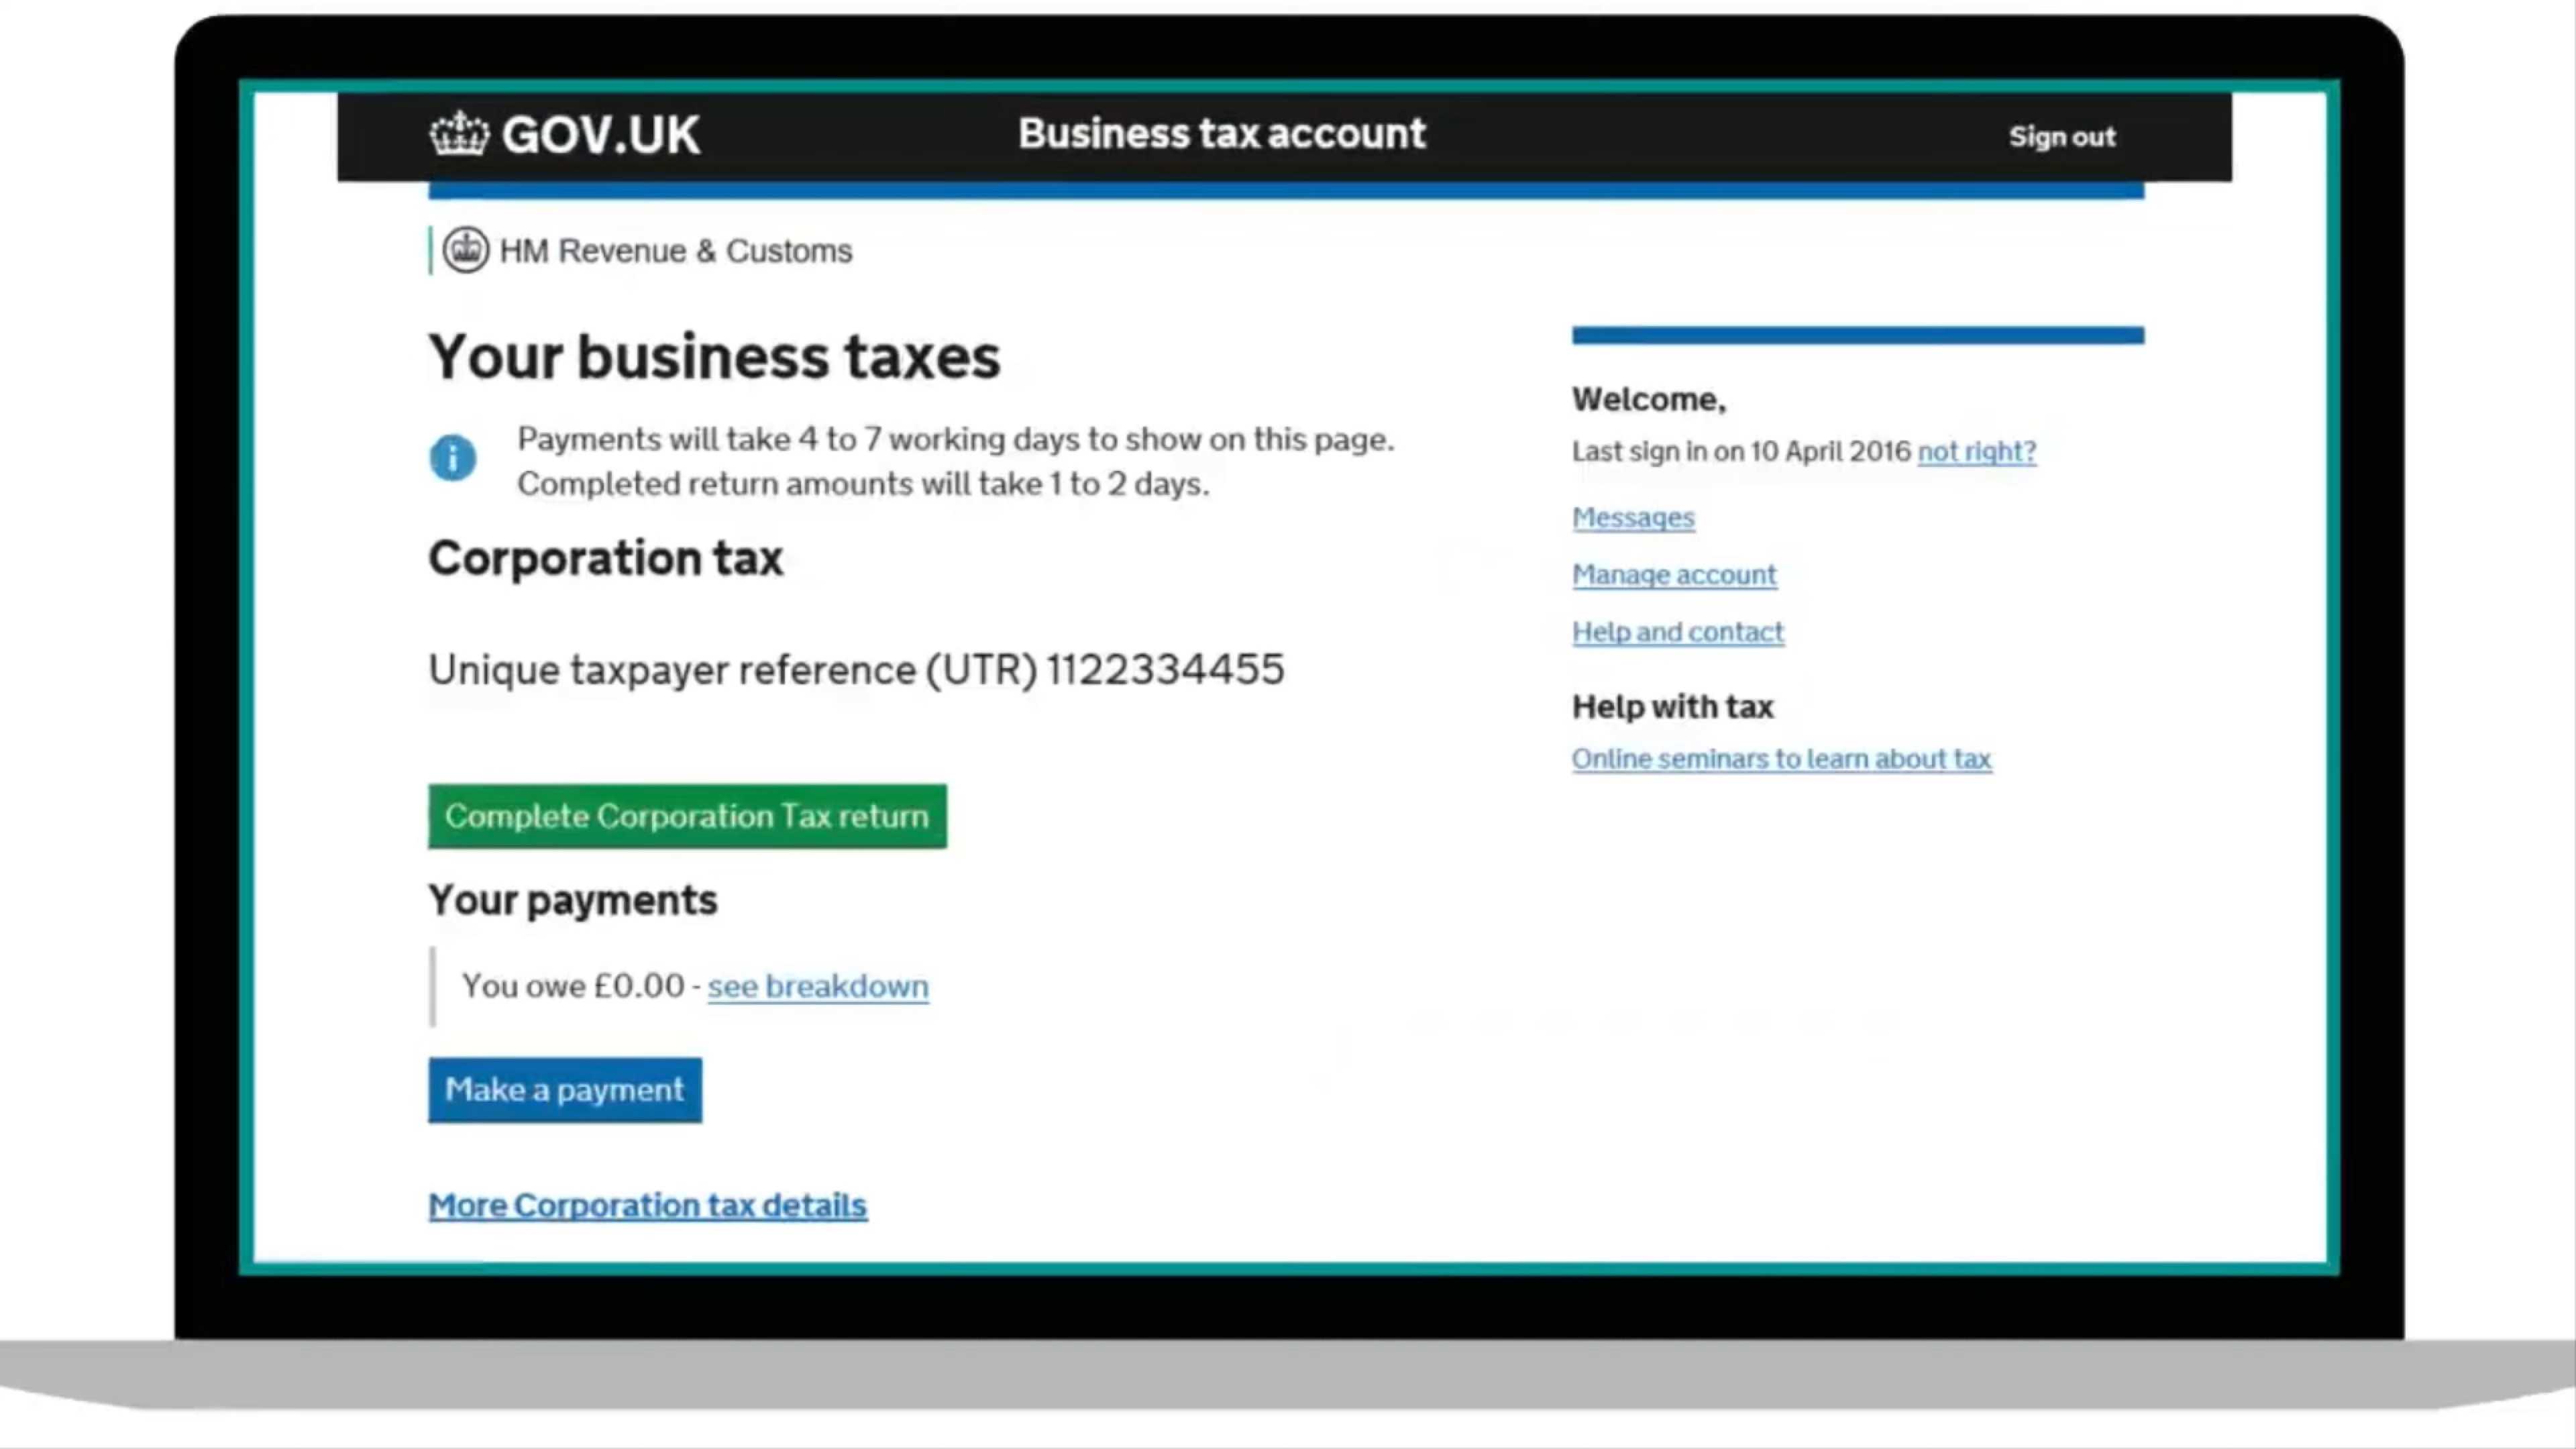 GOV.UK
Business tax account
Sign out
HM Revenue & Customs
Your business taxes
Payments will take 4 to 7 working days to show on this page.
Completed return amounts will take 1 to 2 days.
Corporation tax
Unique taxpayer reference (UTR) 1122334455
Complete Corporation Tax return
Your payments
You owe £0.00 - see breakdown
Make a payment
More Corporation tax details
Welcome,
Last sign in on 10 April 2016 not right?
Messages
Manage account
Help and contact
Help with tax
Online seminars to learn about tax